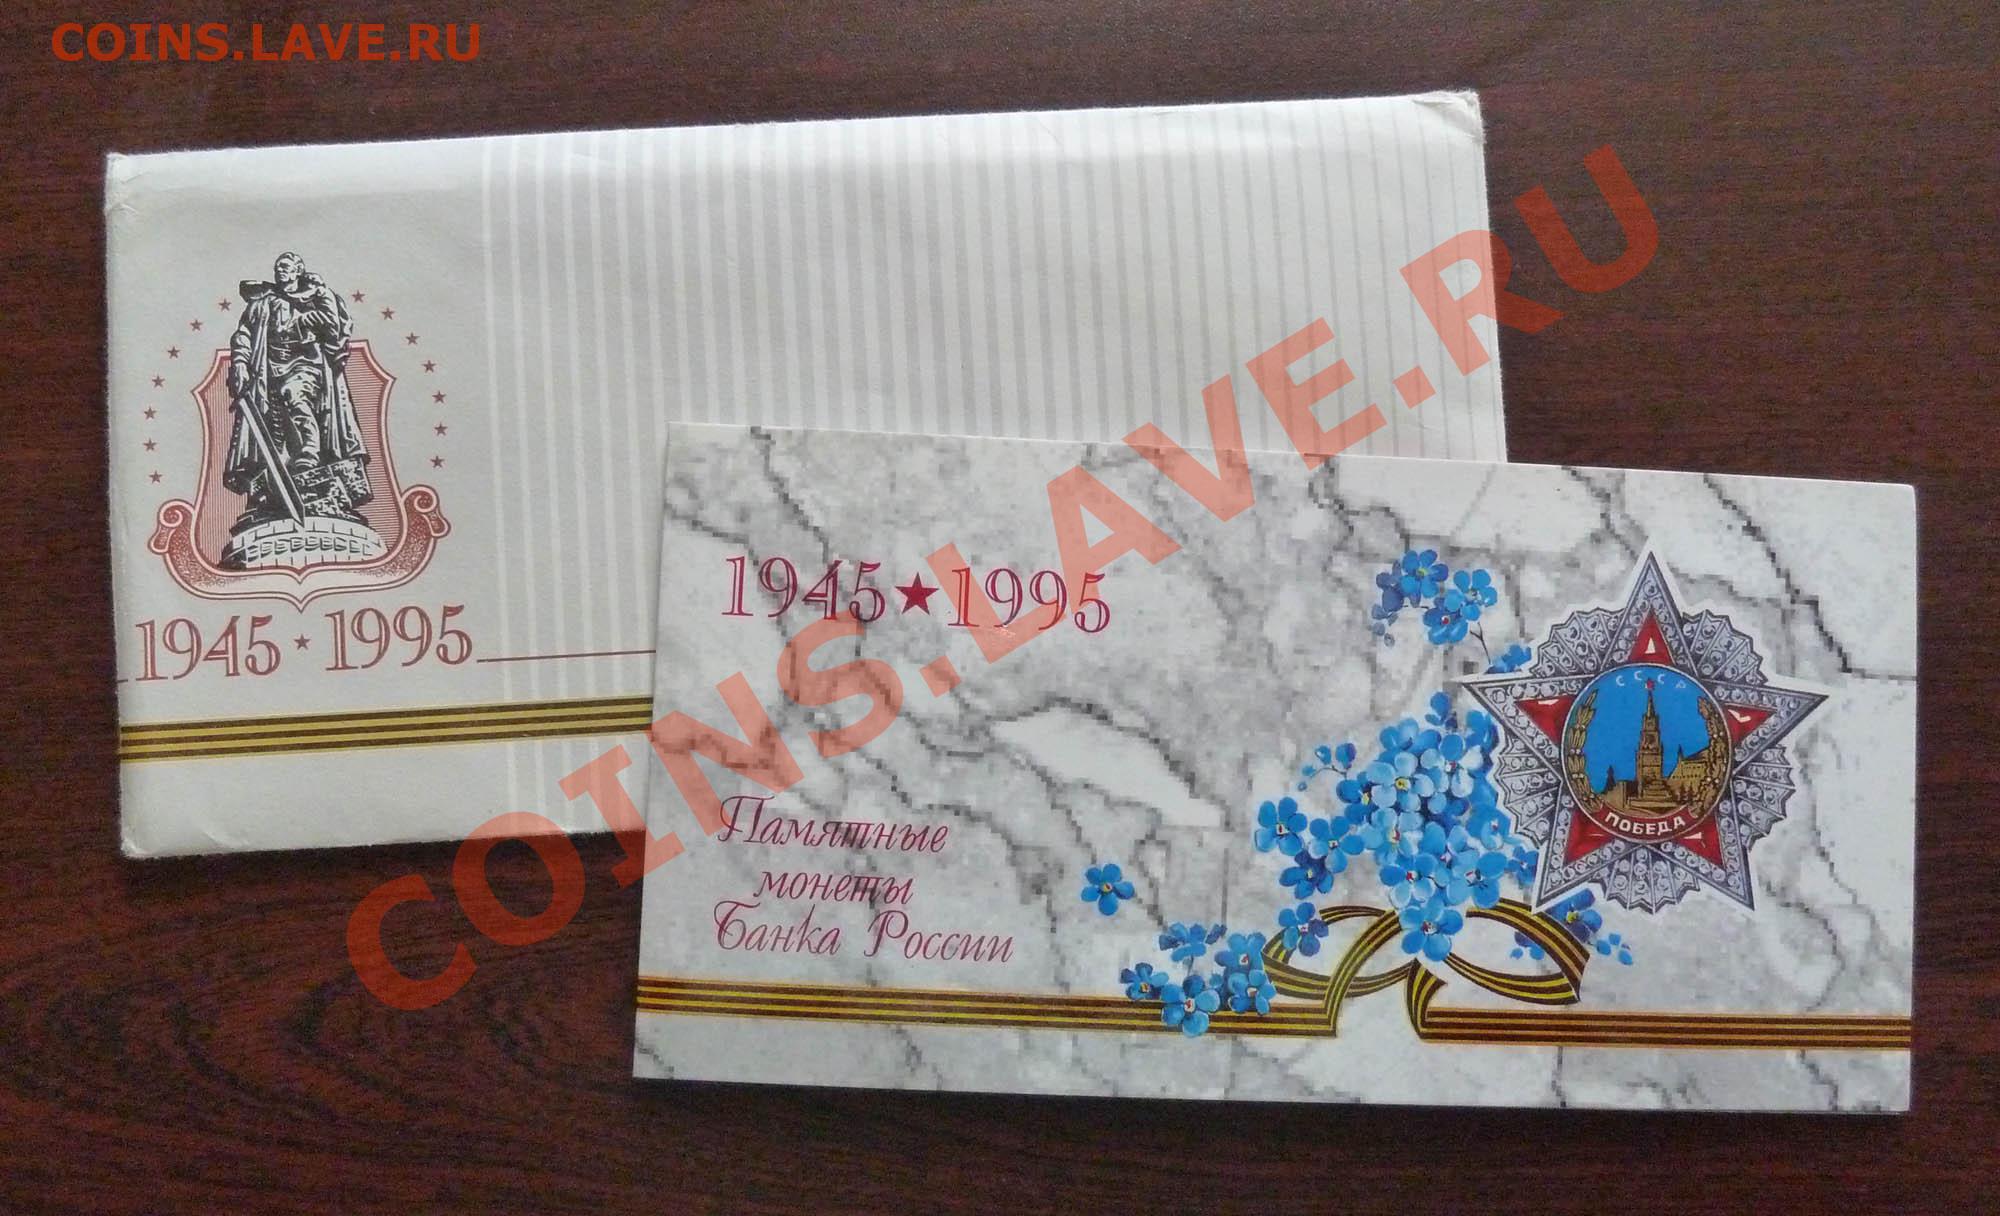 COINS.LAVE.RU
1945 ★ 1995
1945 ★ 1995
СССР
ПОБЕДА
Памятные
монеты
Банка России
COINS.LAVE.RU